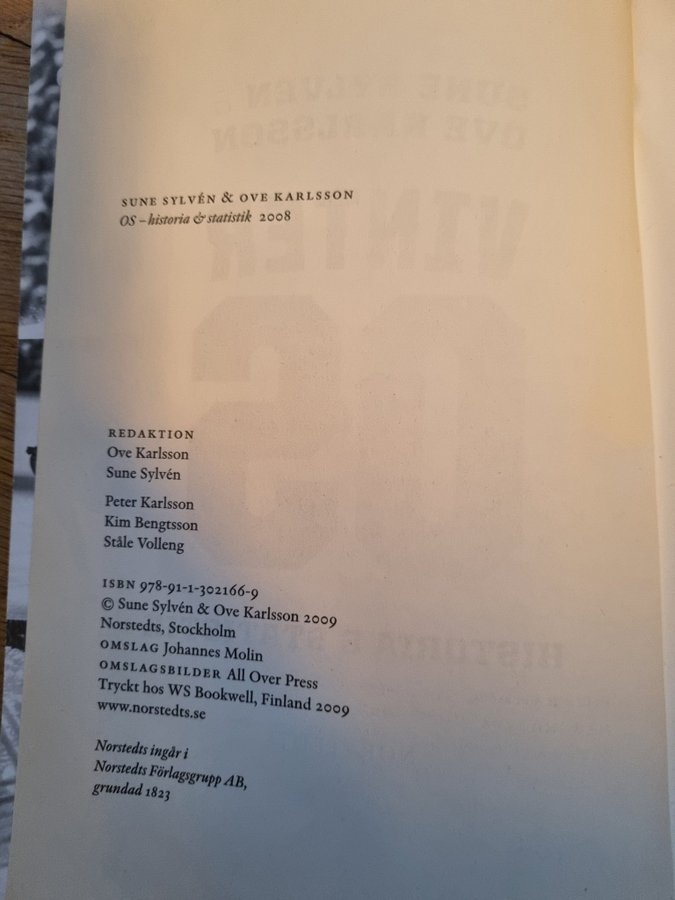 SUNE SYLVÉN & OVE KARLSSON
OS – historia & statistik 2008
REDAKTION
Ove Karlsson
Sune Sylvén
Peter Karlsson
Kim Bengtsson
Ståle Volleng
ISBN 978-91-1-302166-9
© Sune Sylvén & Ove Karlsson 2009
Norstedts, Stockholm
OMSLAG Johannes Molin
OMSLAGSBILDER All Over Press
Tryckt hos WS Bookwell, Finland 2009
www.norstedts.se
Norstedts ingår i
Norstedts Förlagsgrupp AB,
grundad 1823